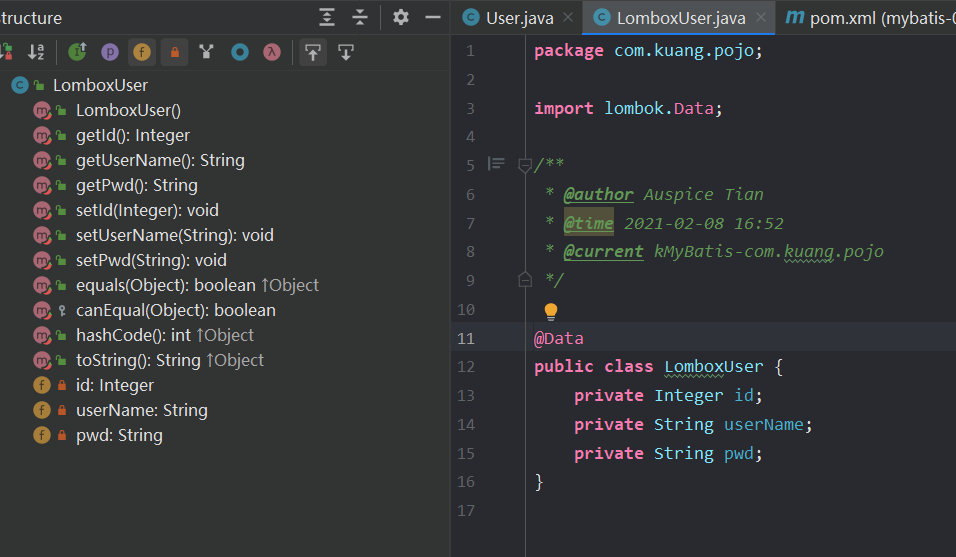 tructure
LomboxUser
LomboxUser()
getId(): Integer
getUserName(): String
getPwd(): String
setId(Integer): void
setUserName(String): void
setPwd(String): void
equals(Object): boolean ↑Object
canEqual(Object): boolean
hashCode(): int ↑Object
toString(): String ↑Object
id: Integer
userName: String
pwd: String
User.java
LomboxUser.java
pom.xml (mybatis-0
1 package com.kuang.pojo;
2
3 import lombok.Data;
4
5 /**
6 * @author Auspice Tian
7 * @time 2021-02-08 16:52
8 * @current kMyBatis-com.kuang.pojo
9 */
10
11 @Data
12 public class LomboxUser {
13 private Integer id;
14 private String userName;
15 private String pwd;
16 }
17